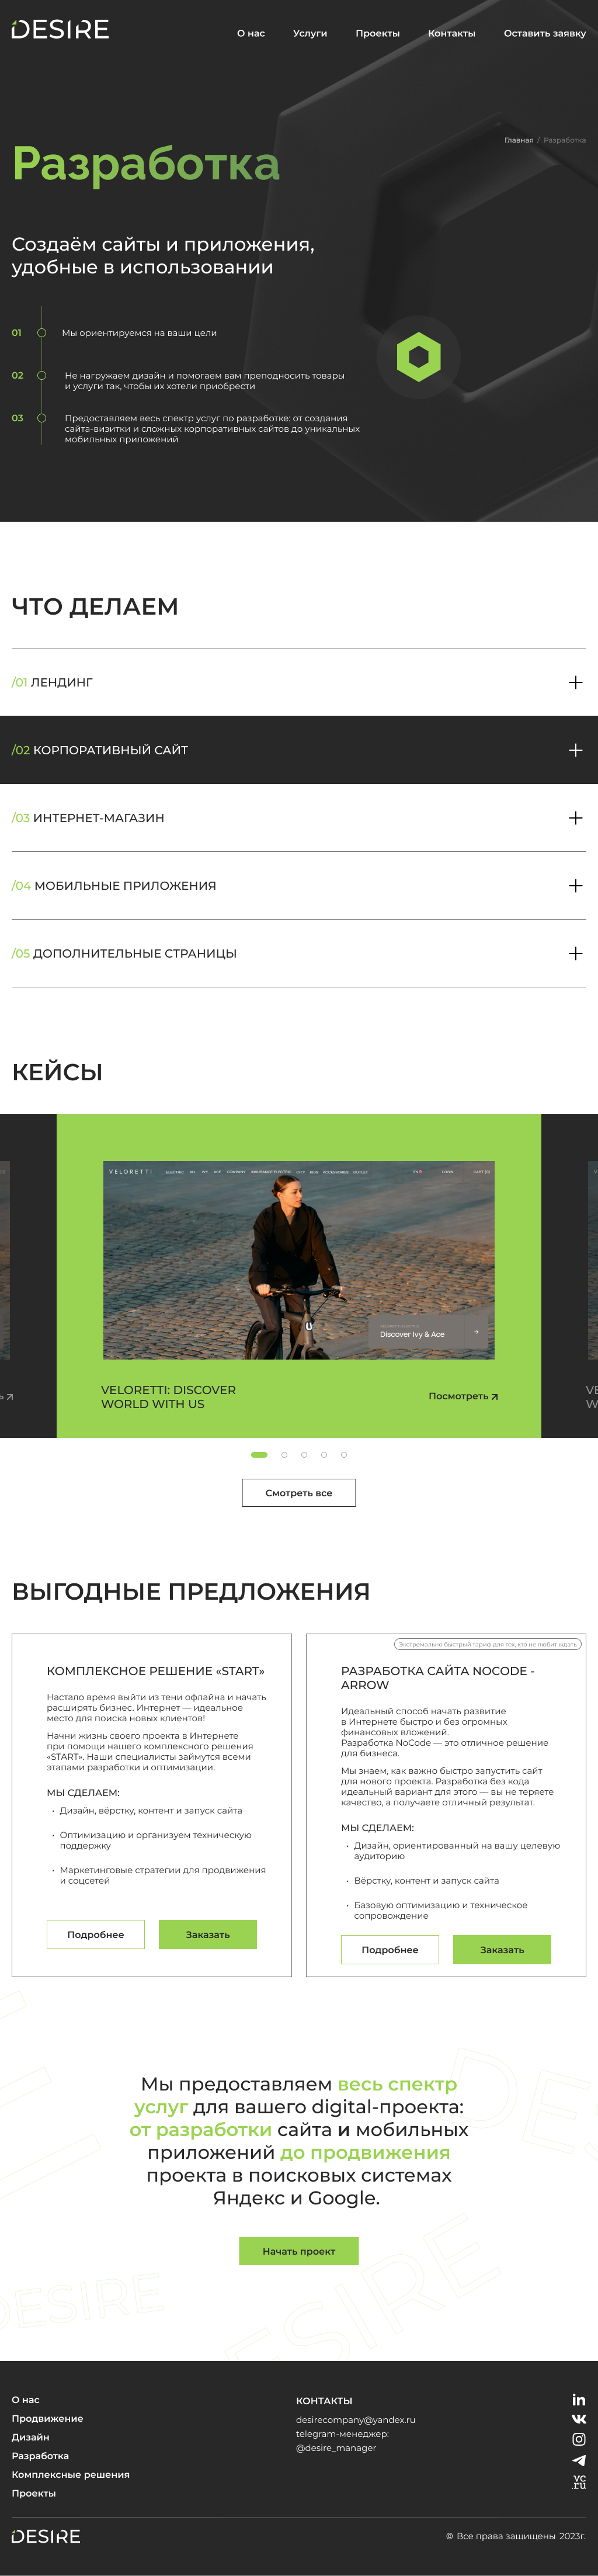 DESIRE
О нас Услуги Проекты Контакты Оставить заявку
Главная / Разработка
Разработка
Создаём сайты и приложения,
удобные в использовании
01 Мы ориентируемся на ваши цели
02 Не нагружаем дизайн и помогаем вам преподносить товары
и услуги так, чтобы их хотели приобрести
03 Предоставляем весь спектр услуг по разработке: от создания
сайта-визитки и сложных корпоративных сайтов до уникальных
мобильных приложений
ЧТО ДЕЛАЕМ
/01 ЛЕНДИНГ
/02 КОРПОРАТИВНЫЙ САЙТ
/03 ИНТЕРНЕТ-МАГАЗИН
/04 МОБИЛЬНЫЕ ПРИЛОЖЕНИЯ
/05 ДОПОЛНИТЕЛЬНЫЕ СТРАНИЦЫ
КЕЙСЫ
VELORETTI
Discover Ivy & Ace
VELORETTI: DISCOVER
WORLD WITH US
Посмотреть
Смотреть все
ВЫГОДНЫЕ ПРЕДЛОЖЕНИЯ
КОМПЛЕКСНОЕ РЕШЕНИЕ «START»
Настало время выйти из тени офлайна и начать
расширять бизнес. Интернет — идеальное
место для поиска новых клиентов!
Начни жизнь своего проекта в Интернете
при помощи нашего комплексного решения
«START». Наши специалисты займутся всеми
этапами разработки и оптимизации.
МЫ СДЕЛАЕМ:
• Дизайн, вёрстку, контент и запуск сайта
• Оптимизацию и организуем техническую
поддержку
• Маркетинговые стратегии для продвижения
и соцсетей
Подробнее Заказать
Экстремально быстрый тариф для тех, кто не любит ждать
РАЗРАБОТКА САЙТА NOCODE -
ARROW
Идеальный способ начать развитие
в Интернете быстро и без огромных
финансовых вложений.
Разработка NoCode — это отличное решение
для бизнеса.
Мы знаем, как важно быстро запустить сайт
для нового проекта. Разработка без кода
идеальный вариант для этого — вы не теряете
качество, а получаете отличный результат.
МЫ СДЕЛАЕМ:
• Дизайн, ориентированный на вашу целевую
аудиторию
• Вёрстку, контент и запуск сайта
• Базовую оптимизацию и техническое
сопровождение
Подробнее Заказать
Мы предоставляем весь спектр
услуг для вашего digital-проекта:
от разработки сайта и мобильных
приложений до продвижения
проекта в поисковых системах
Яндекс и Google.
Начать проект
DESIRE
О нас
Продвижение
Дизайн
Разработка
Комплексные решения
Проекты
КОНТАКТЫ
desirecompany@yandex.ru
telegram-менеджер:
@desire_manager
in
vc
.ru
DESIRE
© Все права защищены 2023г.